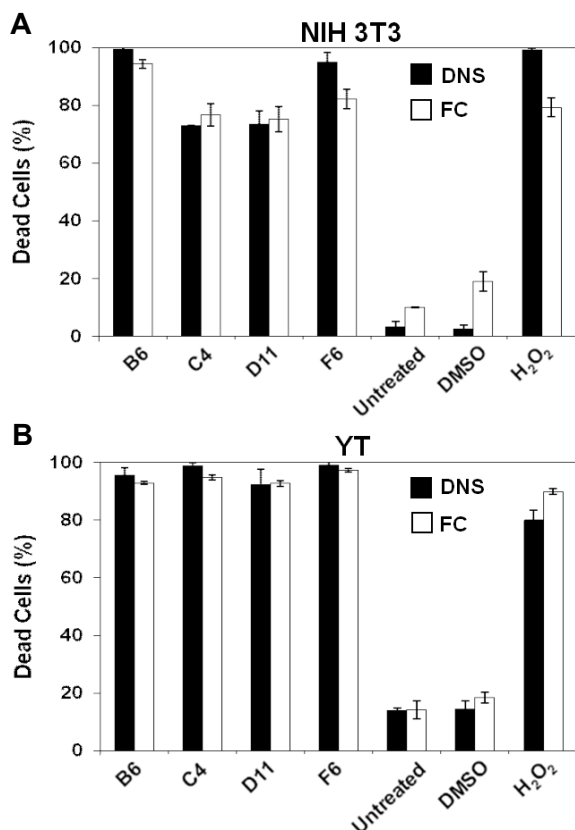 A
NIH 3T3
100
80
60
40
20
0
Dead Cells (%)
DNS
FC
B6
C4
D11
F6
Untreated
DMSO
H₂O₂
B
YT
100
80
60
40
20
0
Dead Cells (%)
DNS
FC
B6
C4
D11
F6
Untreated
DMSO
H₂O₂